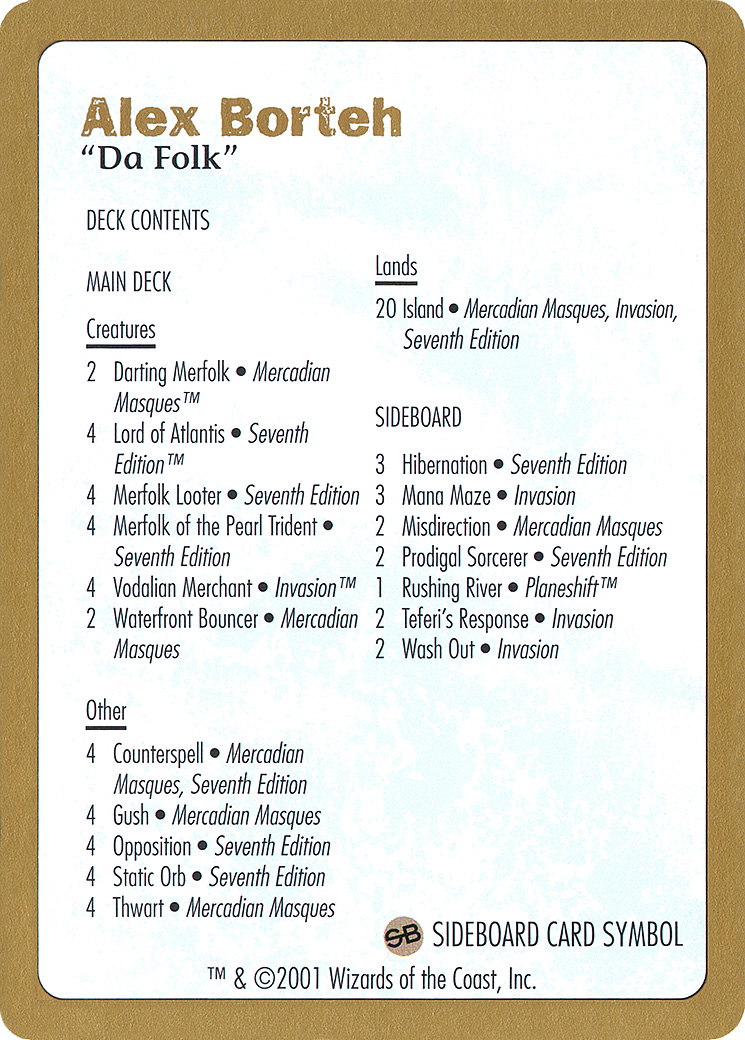 Alex Borteh
“Da Folk”
DECK CONTENTS
MAIN DECK
Creatures
2 Darting Merfolk • Mercadian
Masques™
4 Lord of Atlantis • Seventh
Edition™
4 Merfolk Looter • Seventh Edition
4 Merfolk of the Pearl Trident •
Seventh Edition
4 Vodalian Merchant • Invasion™
2 Waterfront Bouncer • Mercadian
Masques
Other
4 Counterspell • Mercadian
Masques, Seventh Edition
4 Gush • Mercadian Masques
4 Opposition • Seventh Edition
4 Static Orb • Seventh Edition
4 Thwart • Mercadian Masques
Lands
20 Island • Mercadian Masques, Invasion,
Seventh Edition
SIDEBOARD
3 Hibernation • Seventh Edition
3 Mana Maze • Invasion
2 Misdirection • Mercadian Masques
2 Prodigal Sorcerer • Seventh Edition
1 Rushing River • Planeshift™
2 Teferi’s Response • Invasion
2 Wash Out • Invasion
SB SIDEBOARD CARD SYMBOL
™ & ©2001 Wizards of the Coast, Inc.